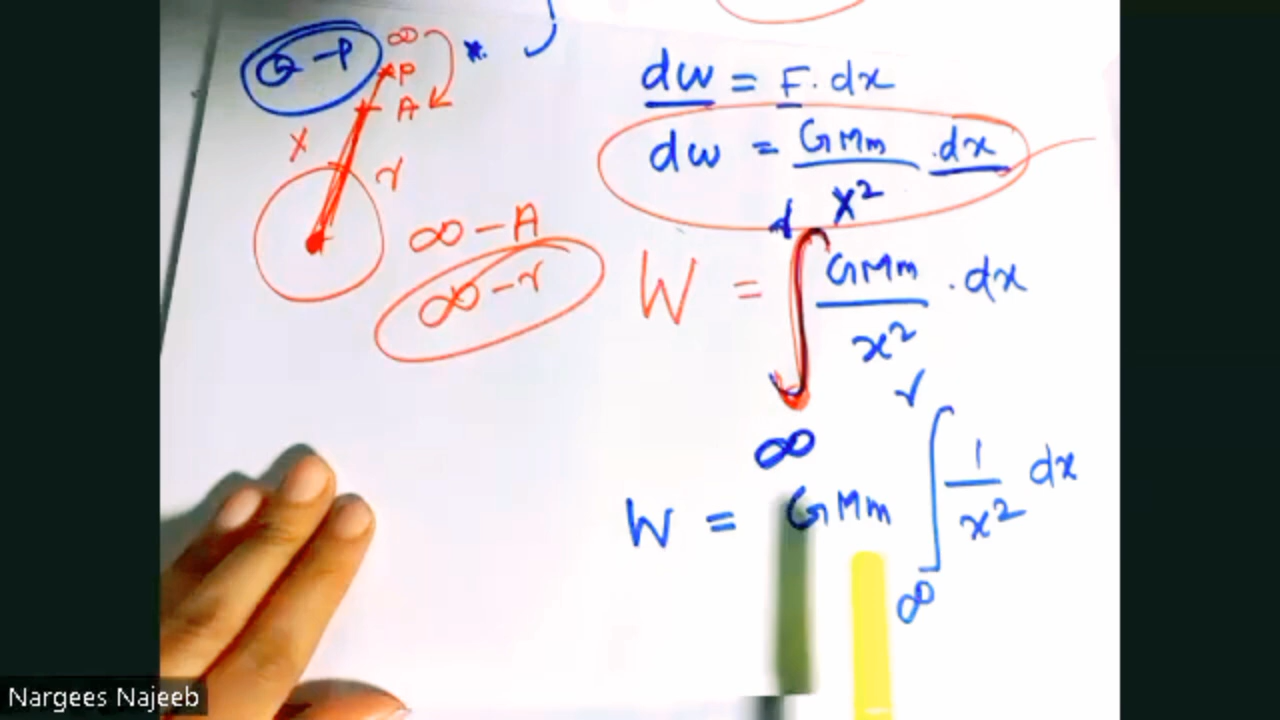 G - P
∞
P
A
x
r
∞ - A
∞ - r
dw = F . dx
dw = GMm / x² . dx
W = ∫ r ∞ GMm / x² . dx
W = GMm ∫ r ∞ 1 / x² dx
Nargees Najeeb